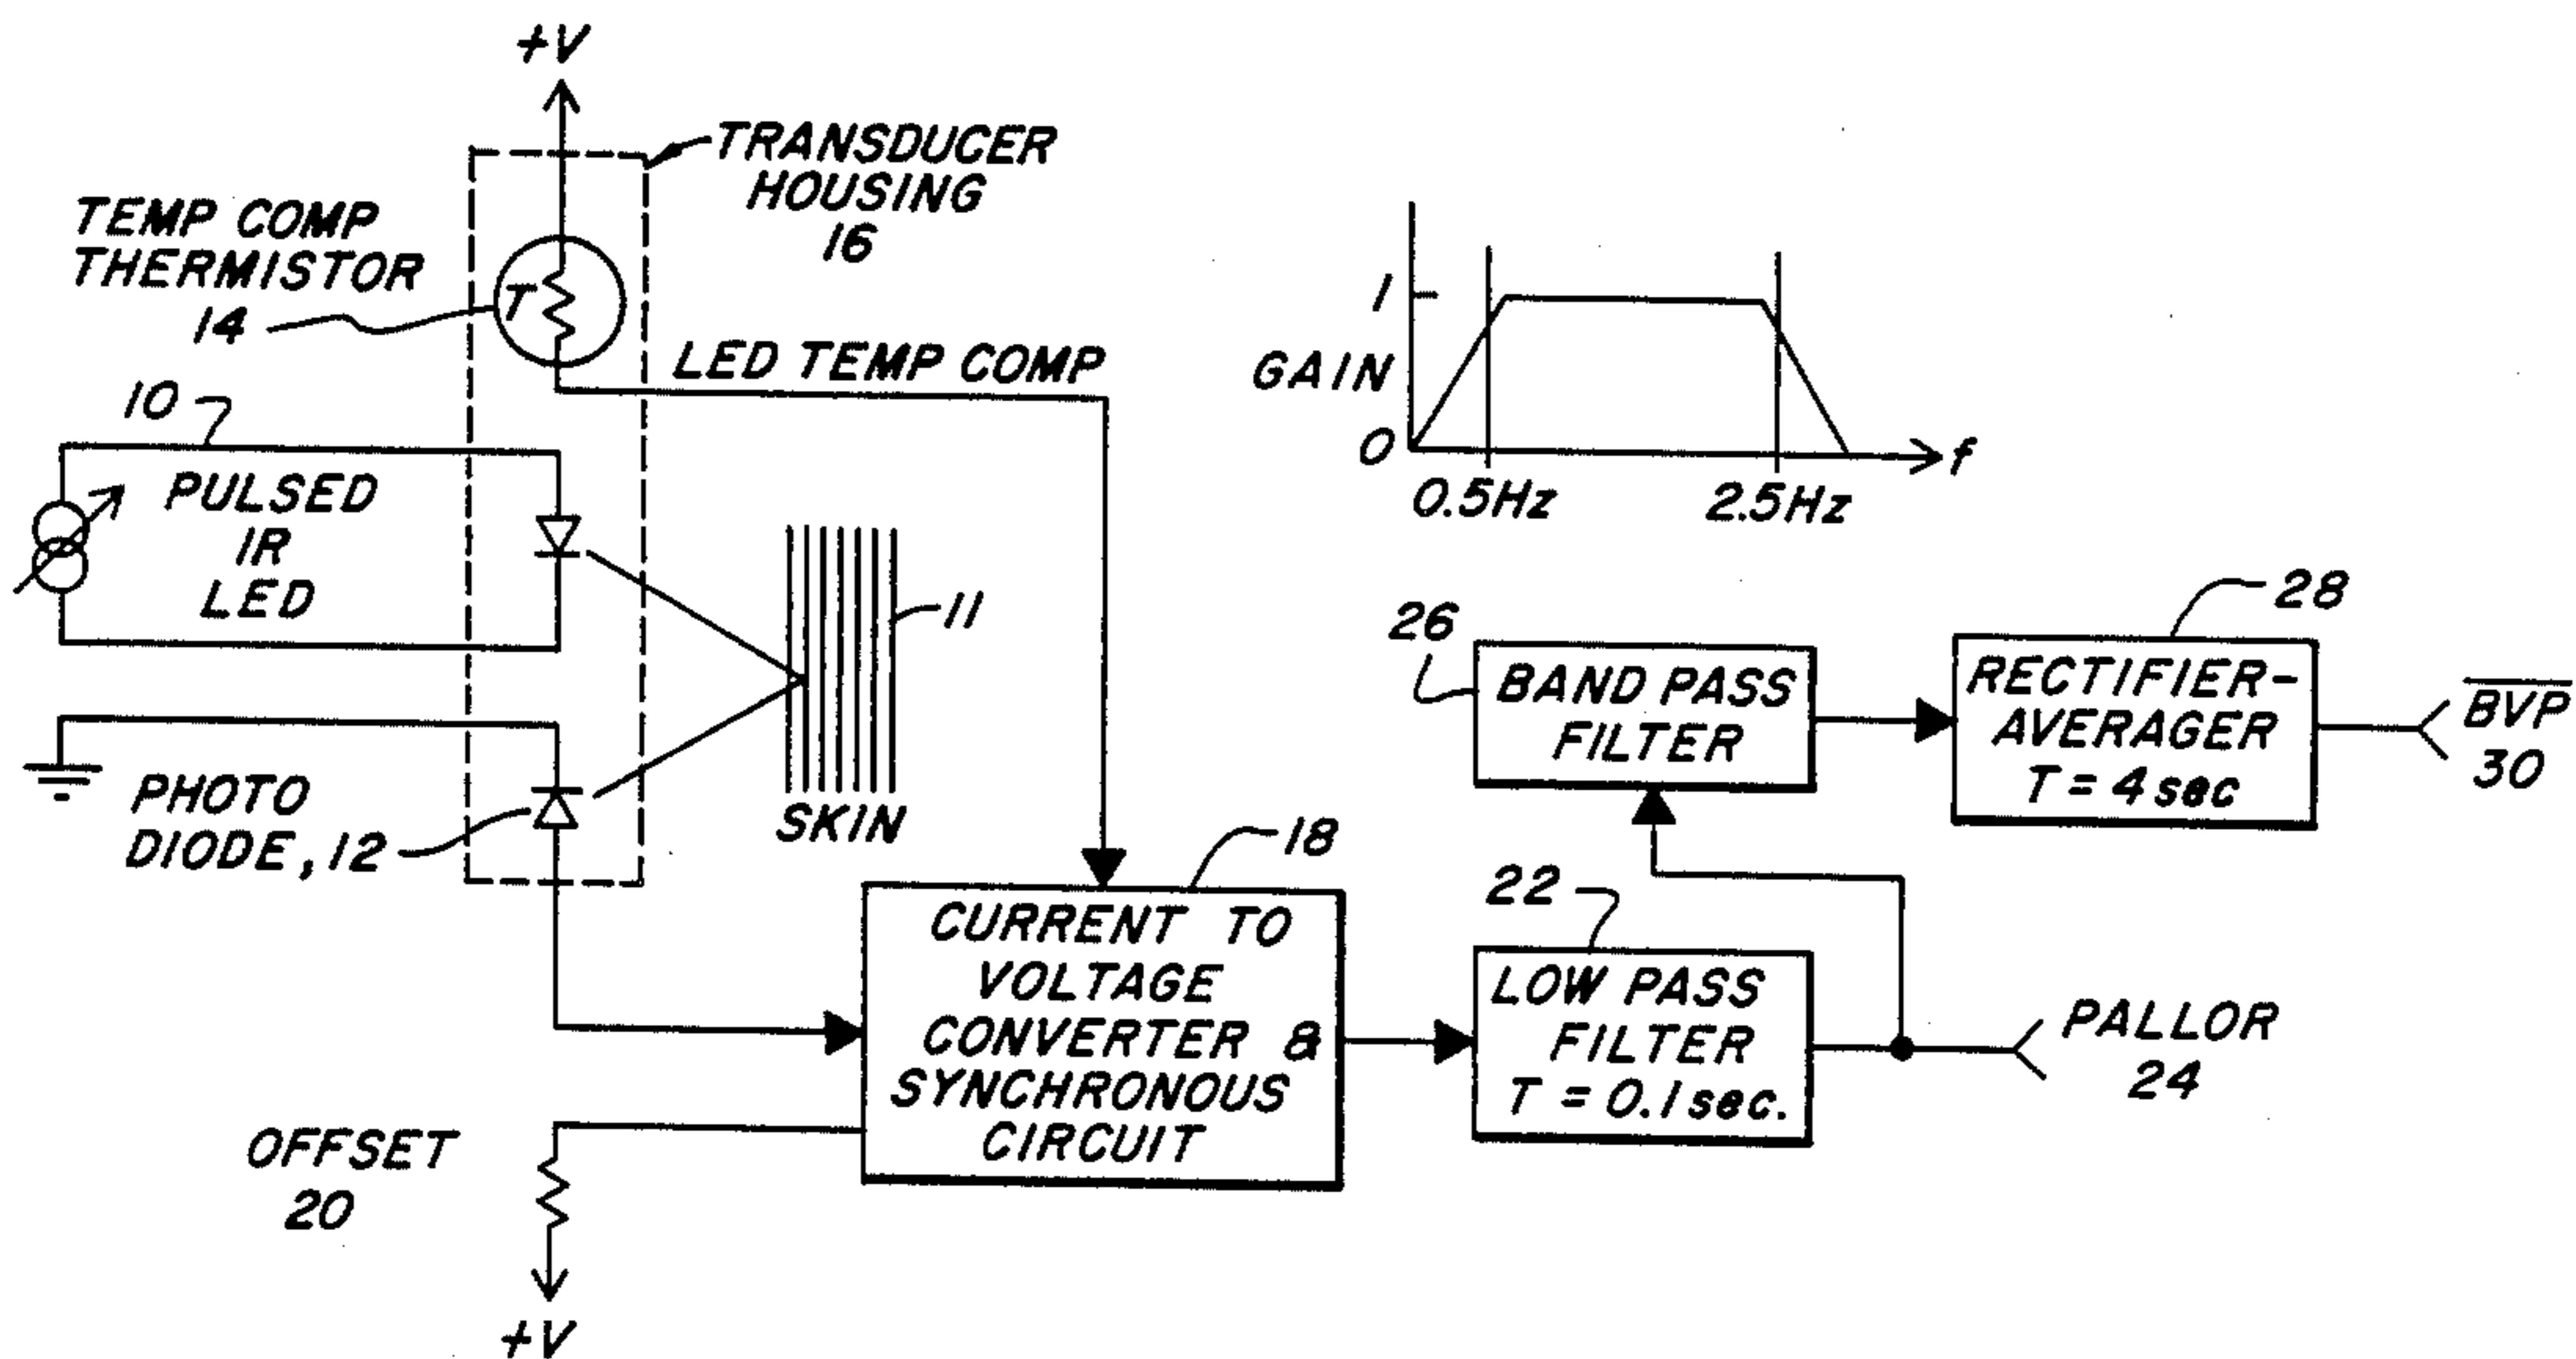 +V
TRANSDUCER
HOUSING
16
TEMP COMP
THERMISTOR
14
T
LED TEMP COMP
10
PULSED
IR
LED
11
SKIN
PHOTO
DIODE, 12
1
GAIN
0
f
0.5Hz
2.5Hz
26
BAND PASS
FILTER
28
RECTIFIER-
AVERAGER
T = 4 sec
BVP
30
18
CURRENT TO
VOLTAGE
CONVERTER &
SYNCHRONOUS
CIRCUIT
22
LOW PASS
FILTER
T = 0.1 sec.
PALLOR
24
OFFSET
20
+V